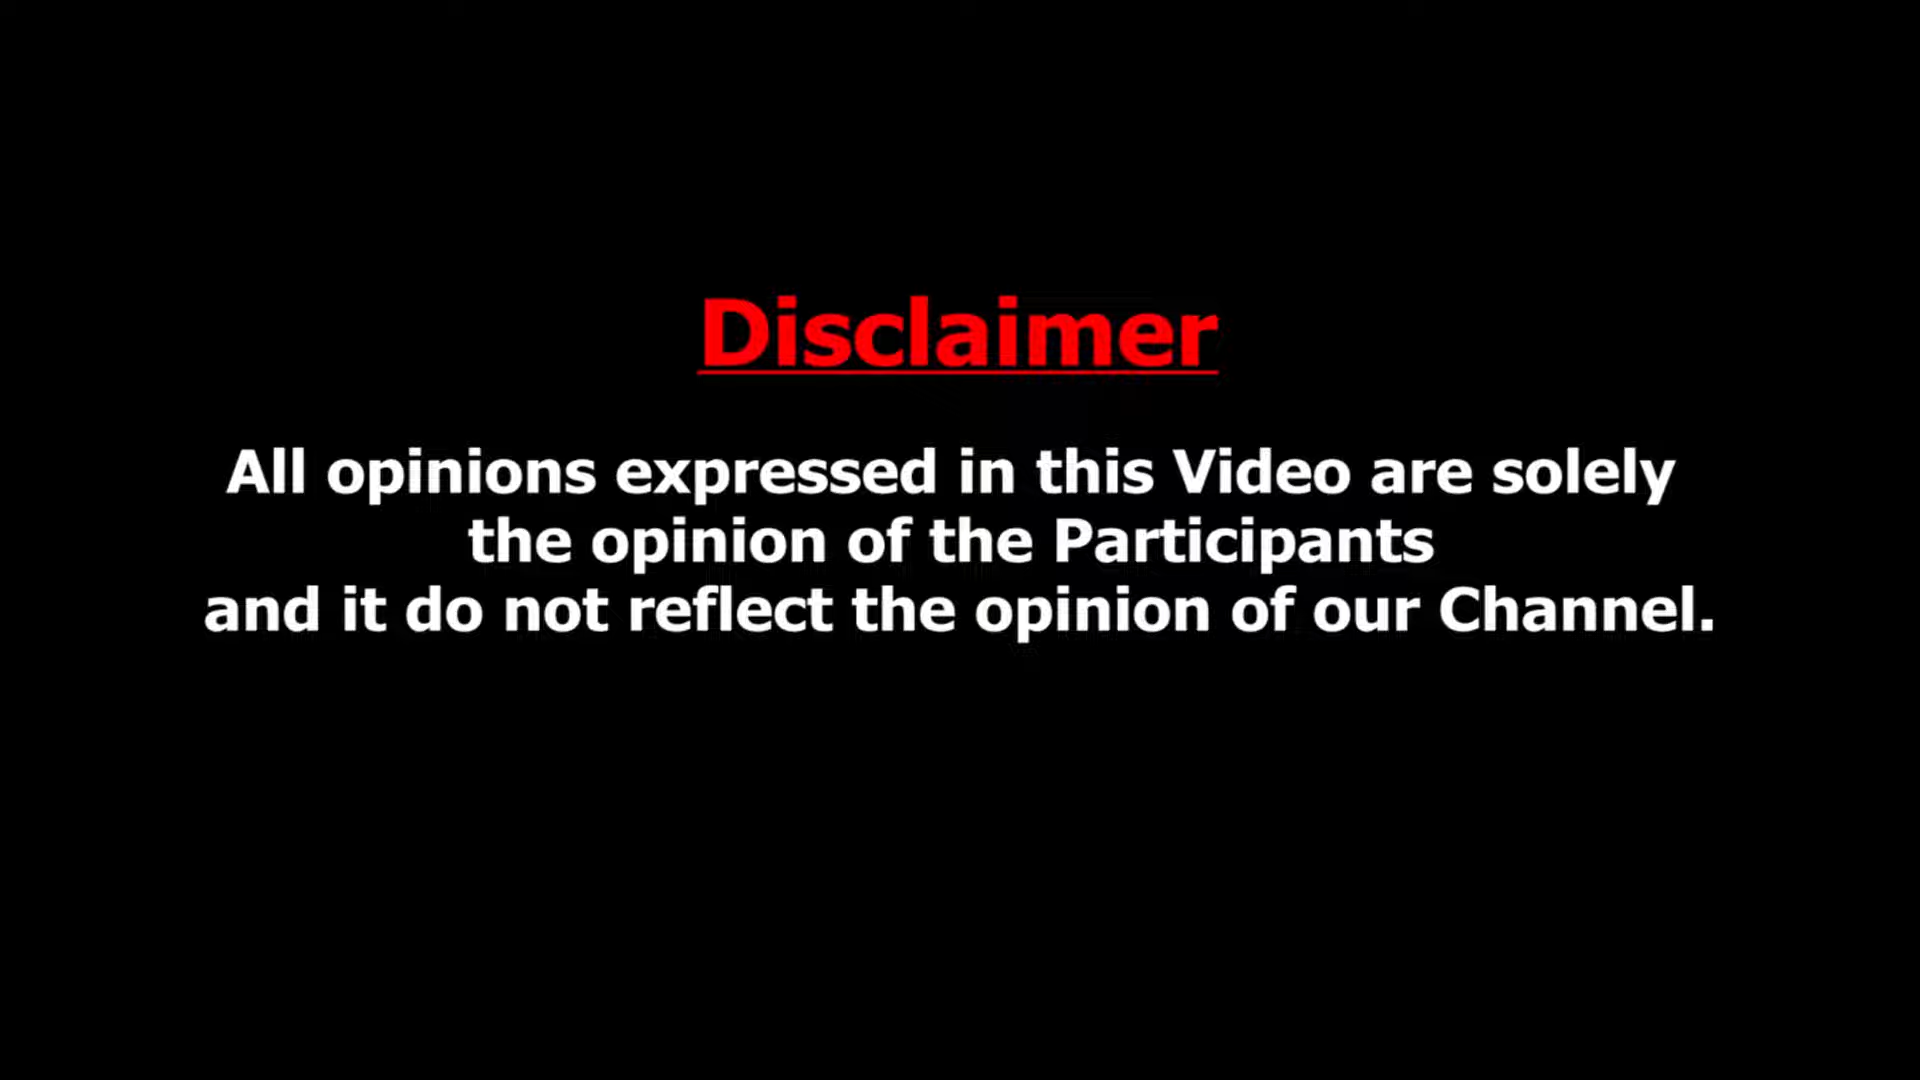 Disclaimer
All opinions expressed in this Video are solely
the opinion of the Participants
and it do not reflect the opinion of our Channel.